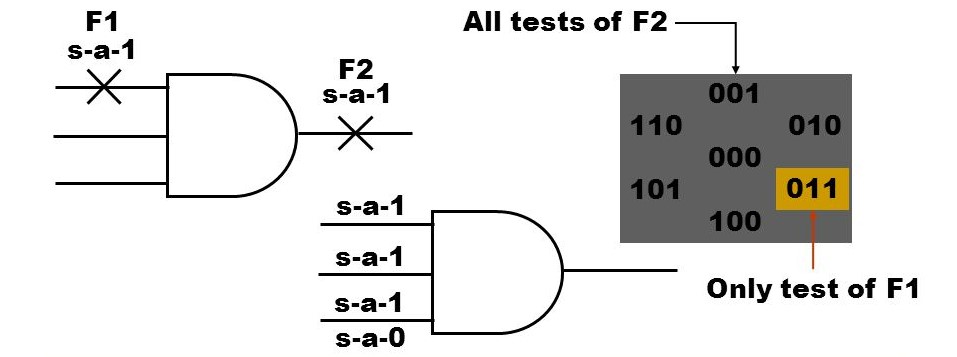 F1
s-a-1
F2
s-a-1
All tests of F2
001
110
010
000
101
011
100
Only test of F1
s-a-1
s-a-1
s-a-1
s-a-0